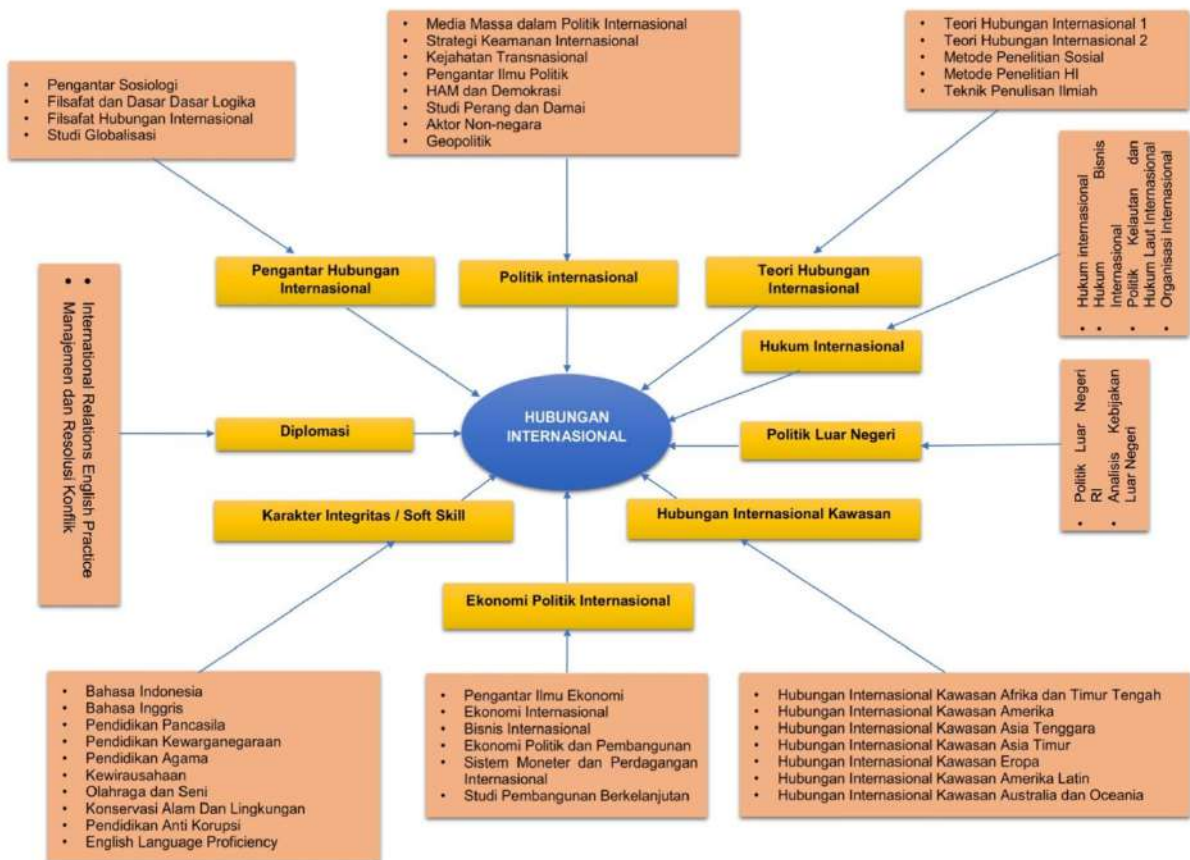 • Media Massa dalam Politik Internasional
• Strategi Keamanan Internasional
• Kejahatan Transnasional
• Pengantar Ilmu Politik
• HAM dan Demokrasi
• Studi Perang dan Damai
• Aktor Non-negara
• Geopolitik
• Teori Hubungan Internasional 1
• Teori Hubungan Internasional 2
• Metode Penelitian Sosial
• Metode Penelitian HI
• Teknik Penulisan Ilmiah
• Pengantar Sosiologi
• Filsafat dan Dasar Dasar Logika
• Filsafat Hubungan Internasional
• Studi Globalisasi
• Hukum internasional
• Hukum Bisnis
Internasional
• Politik Kelautan dan
Hukum Laut Internasional
• Organisasi Internasional
Pengantar Hubungan
Internasional
Politik internasional
Teori Hubungan
Internasional
Hukum Internasional
• International Relations English Practice
• Manajemen dan Resolusi Konflik
Diplomasi
HUBUNGAN
INTERNASIONAL
Politik Luar Negeri
• Politik Luar Negeri
RI
• Analisis Kebijakan
Luar Negeri
Karakter Integritas / Soft Skill
Hubungan Internasional Kawasan
Ekonomi Politik Internasional
• Bahasa Indonesia
• Bahasa Inggris
• Pendidikan Pancasila
• Pendidikan Kewarganegaraan
• Pendidikan Agama
• Kewirausahaan
• Olahraga dan Seni
• Konservasi Alam Dan Lingkungan
• Pendidikan Anti Korupsi
• English Language Proficiency
• Pengantar Ilmu Ekonomi
• Ekonomi Internasional
• Bisnis Internasional
• Ekonomi Politik dan Pembangunan
• Sistem Moneter dan Perdagangan
Internasional
• Studi Pembangunan Berkelanjutan
• Hubungan Internasional Kawasan Afrika dan Timur Tengah
• Hubungan Internasional Kawasan Amerika
• Hubungan Internasional Kawasan Asia Tenggara
• Hubungan Internasional Kawasan Asia Timur
• Hubungan Internasional Kawasan Eropa
• Hubungan Internasional Kawasan Amerika Latin
• Hubungan Internasional Kawasan Australia dan Oceania